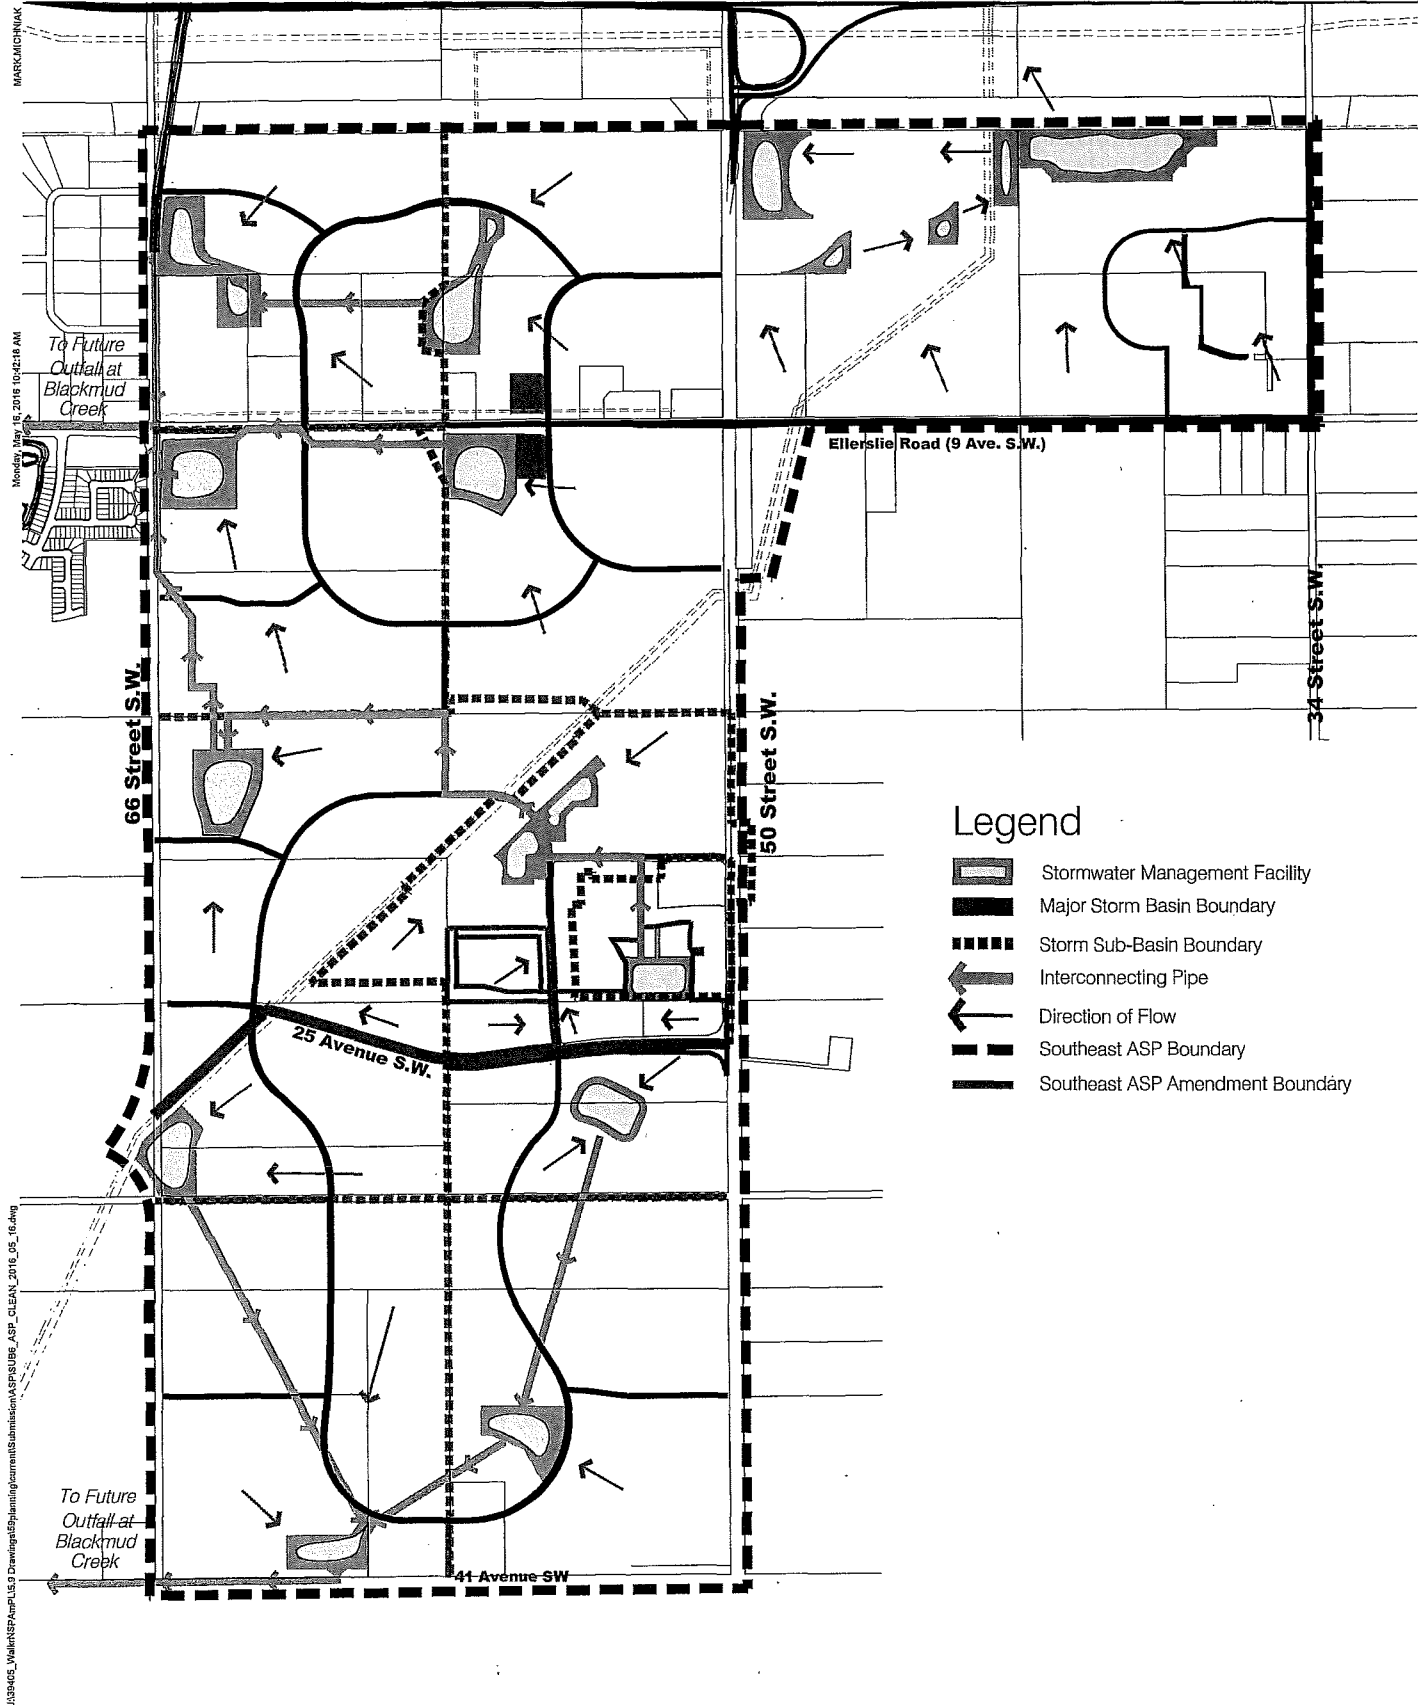 MARK.MICHNIAK
Monday, May 16, 2016 10:42:18 AM
To Future
Outfall at
Blackmud
Creek
Ellerslie Road (9 Ave. S.W.)
34 Street S.W.
66 Street S.W.
50 Street S.W.
Legend
Stormwater Management Facility
Major Storm Basin Boundary
Storm Sub-Basin Boundary
Interconnecting Pipe
Direction of Flow
Southeast ASP Boundary
Southeast ASP Amendment Boundary
25 Avenue S.W.
To Future
Outfall at
Blackmud
Creek
41 Avenue SW